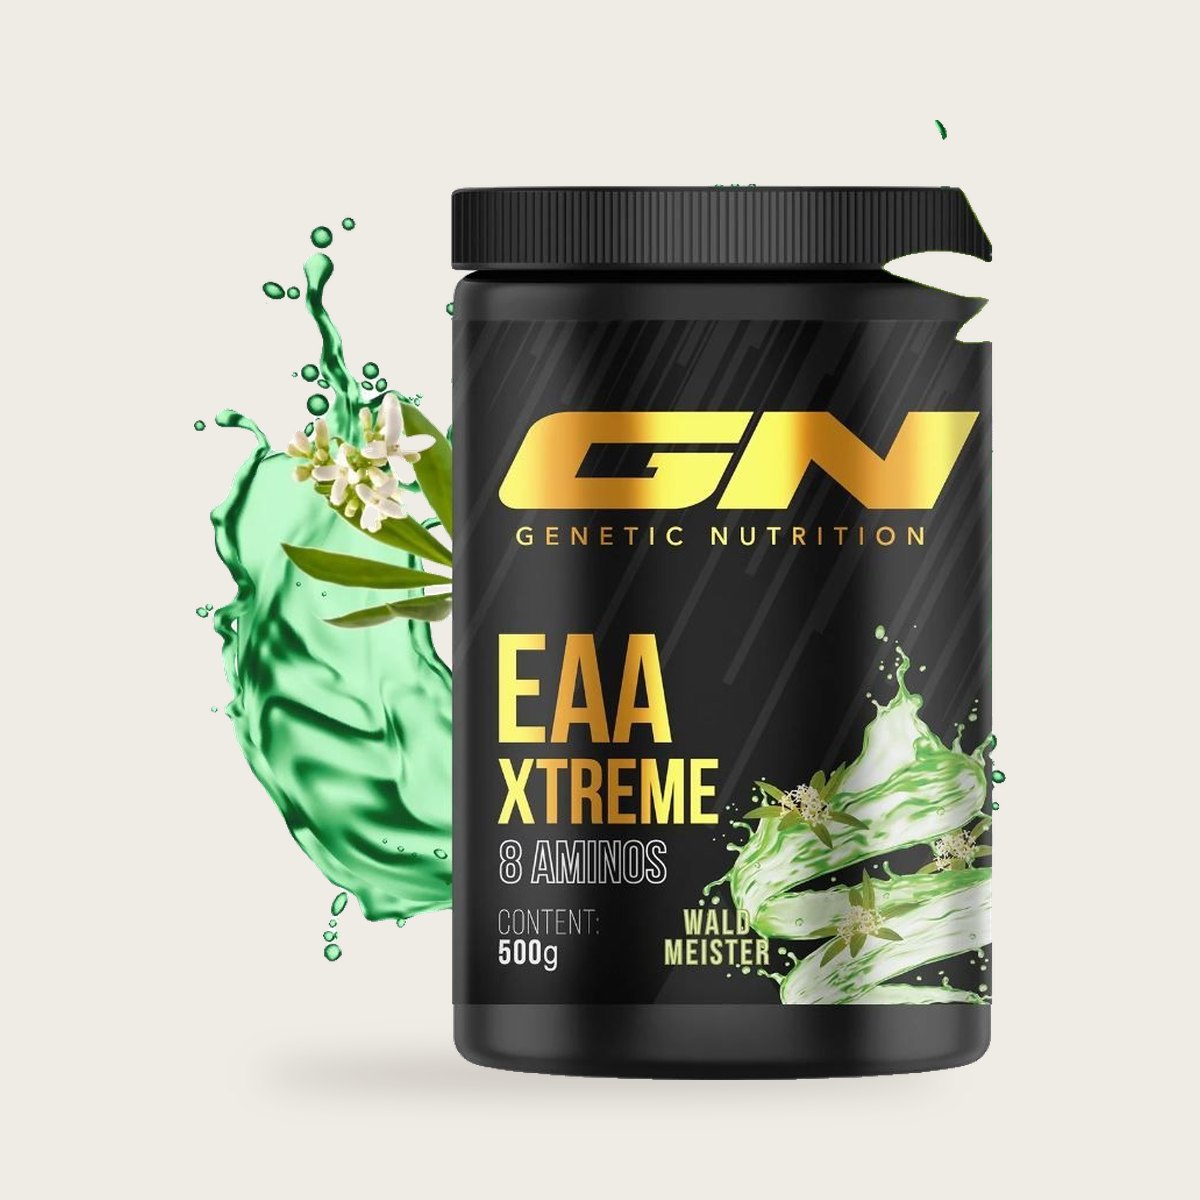 GN
GENETIC NUTRITION
EAA
XTREME
8 AMINOS
CONTENT:
500g
WALD
MEISTER